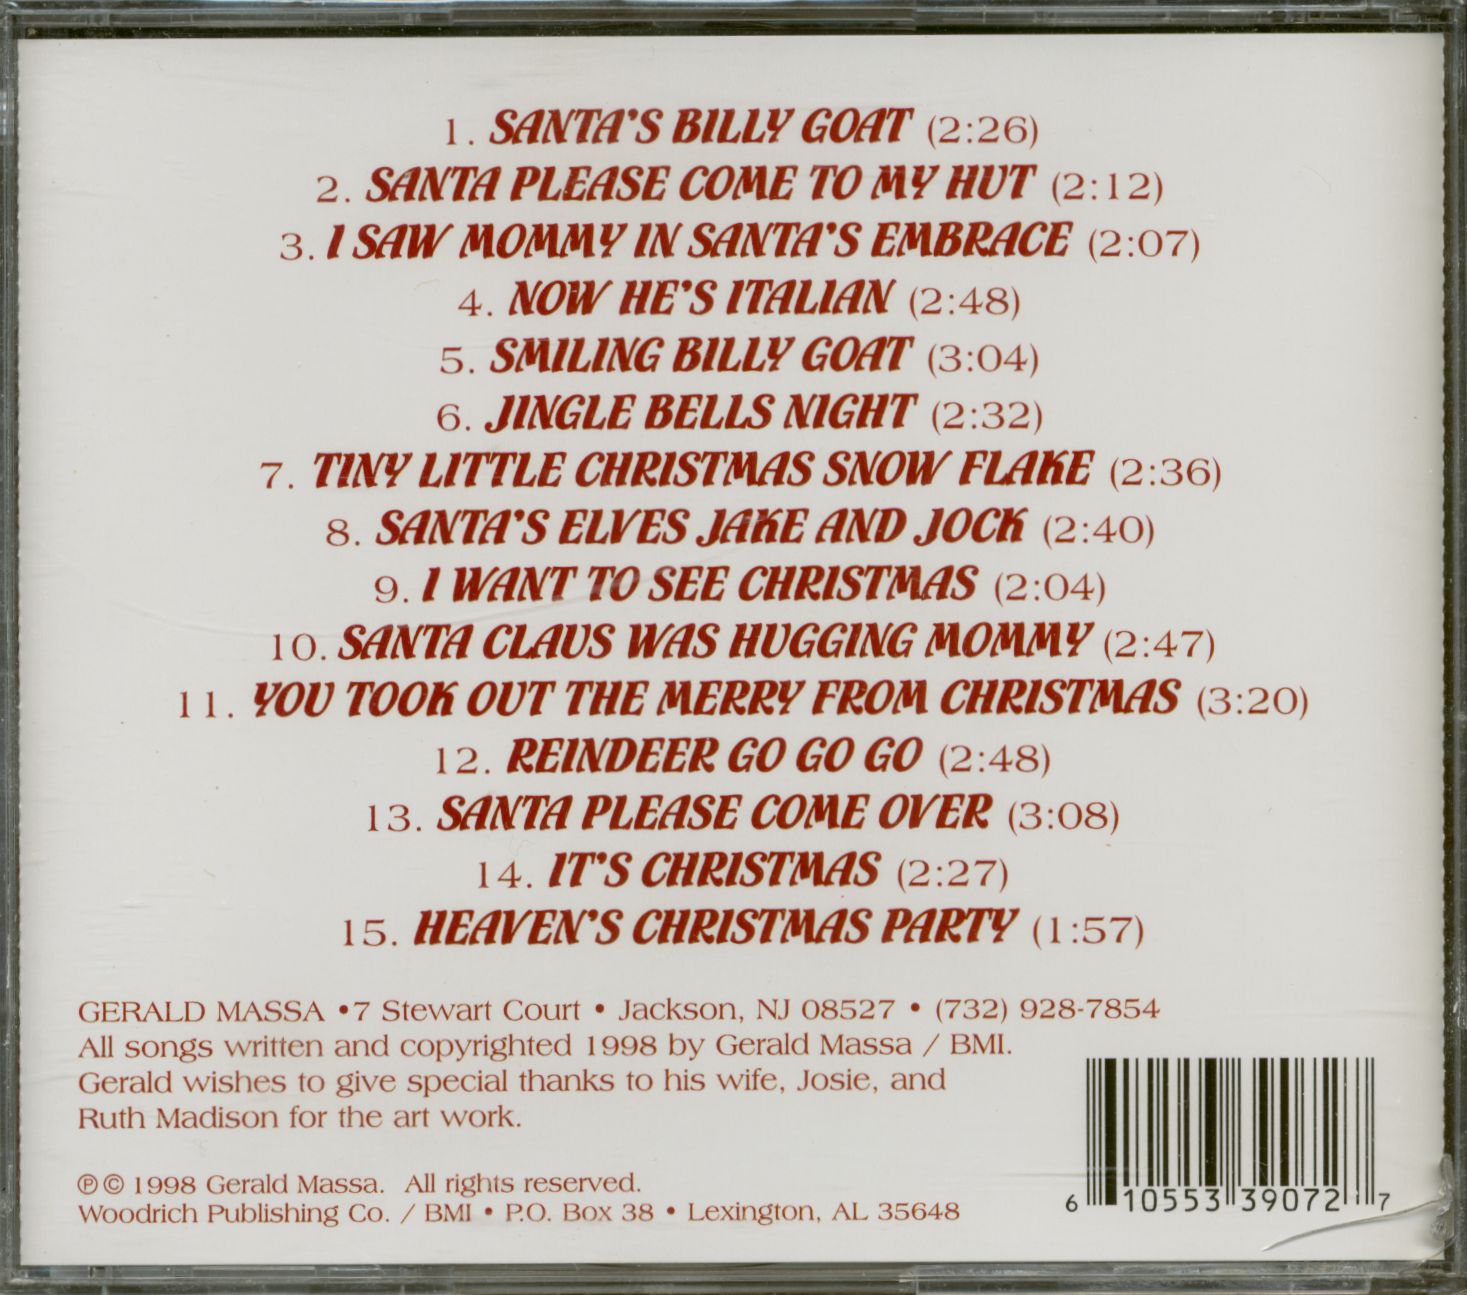 1. SANTA'S BILLY GOAT (2:26)
2. SANTA PLEASE COME TO MY HUT (2:12)
3. I SAW MOMMY IN SANTA'S EMBRACE (2:07)
4. NOW HE'S ITALIAN (2:48)
5. SMILING BILLY GOAT (3:04)
6. JINGLE BELLS NIGHT (2:32)
7. TINY LITTLE CHRISTMAS SNOW FLAKE (2:36)
8. SANTA'S ELVES JAKE AND JOCK (2:40)
9. I WANT TO SEE CHRISTMAS (2:04)
10. SANTA CLAUS WAS HUGGING MOMMY (2:47)
11. YOU TOOK OUT THE MERRY FROM CHRISTMAS (3:20)
12. REINDEER GO GO GO (2:48)
13. SANTA PLEASE COME OVER (3:08)
14. IT'S CHRISTMAS (2:27)
15. HEAVEN'S CHRISTMAS PARTY (1:57)
GERALD MASSA •7 Stewart Court • Jackson, NJ 08527 • (732) 928-7854
All songs written and copyrighted 1998 by Gerald Massa / BMI.
Gerald wishes to give special thanks to his wife, Josie, and
Ruth Madison for the art work.
℗© 1998 Gerald Massa. All rights reserved.
Woodrich Publishing Co. / BMI • P.O. Box 38 • Lexington, AL 35648
6 10553 39072 7